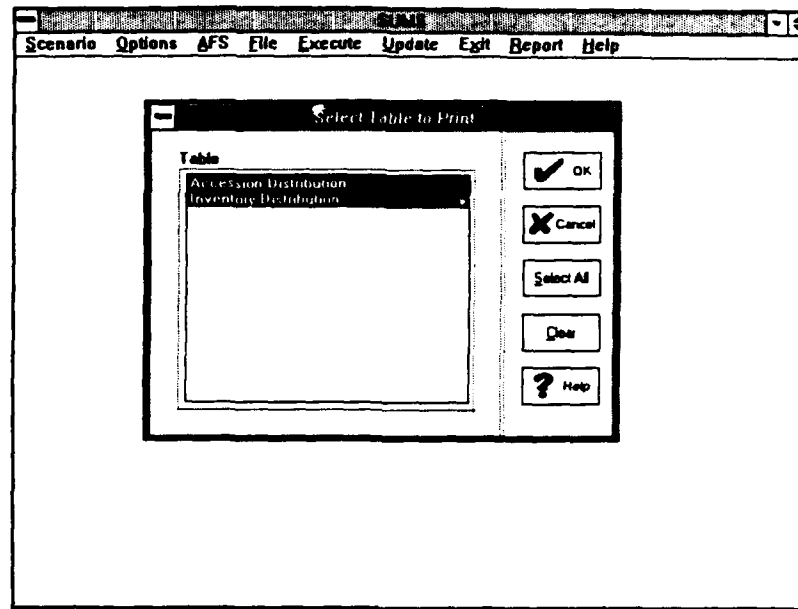 Scenario Options AFS File Execute Update Exit Report Help
Select Table to Print
Table
Accession Distribution
Inventory Distribution
OK
Cancel
Select All
Clear
? Help